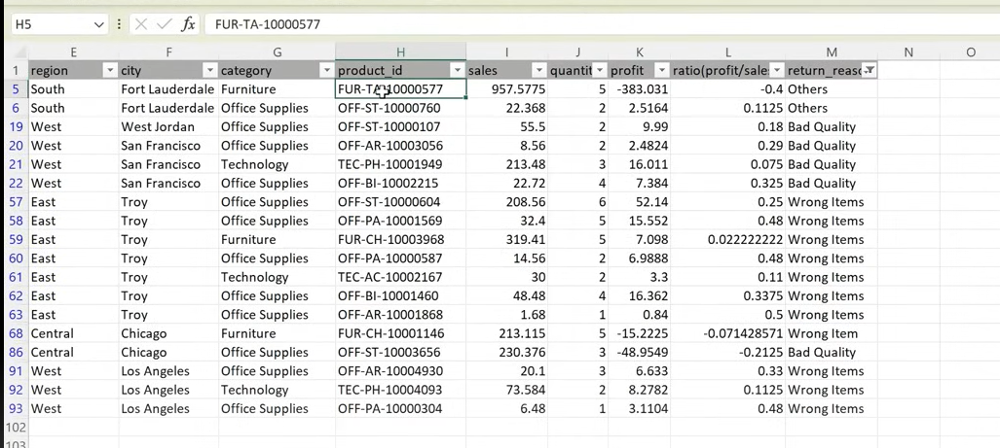 H5 fx FUR-TA-10000577
E F G H I J K L M N O
1 region city category product_id sales quantit profit ratio(profit/sale return_reaso
5 South Fort Lauderdale Furniture FUR-TA-10000577 957.5775 5 -383.031 -0.4 Others
6 South Fort Lauderdale Office Supplies OFF-ST-10000760 22.368 2 2.5164 0.1125 Others
19 West West Jordan Office Supplies OFF-ST-10000107 55.5 2 9.99 0.18 Bad Quality
20 West San Francisco Office Supplies OFF-AR-10003056 8.56 2 2.4824 0.29 Bad Quality
21 West San Francisco Technology TEC-PH-10001949 213.48 3 16.011 0.075 Bad Quality
22 West San Francisco Office Supplies OFF-BI-10002215 22.72 4 7.384 0.325 Bad Quality
57 East Troy Office Supplies OFF-ST-10000604 208.56 6 52.14 0.25 Wrong Items
58 East Troy Office Supplies OFF-PA-10001569 32.4 5 15.552 0.48 Wrong Items
59 East Troy Furniture FUR-CH-10003968 319.41 5 7.098 0.022222222 Wrong Items
60 East Troy Office Supplies OFF-PA-10000587 14.56 2 6.9888 0.48 Wrong Items
61 East Troy Technology TEC-AC-10002167 30 2 3.3 0.11 Wrong Items
62 East Troy Office Supplies OFF-BI-10001460 48.48 4 16.362 0.3375 Wrong Items
63 East Troy Office Supplies OFF-AR-10001868 1.68 1 0.84 0.5 Wrong Items
68 Central Chicago Furniture FUR-CH-10001146 213.115 5 -15.2225 -0.071428571 Wrong Item
86 Central Chicago Office Supplies OFF-ST-10003656 230.376 3 -48.9549 -0.2125 Bad Quality
91 West Los Angeles Office Supplies OFF-AR-10004930 20.1 3 6.633 0.33 Wrong Items
92 West Los Angeles Technology TEC-PH-10004093 73.584 2 8.2782 0.1125 Wrong Items
93 West Los Angeles Office Supplies OFF-PA-10000304 6.48 1 3.1104 0.48 Wrong Items
102
103